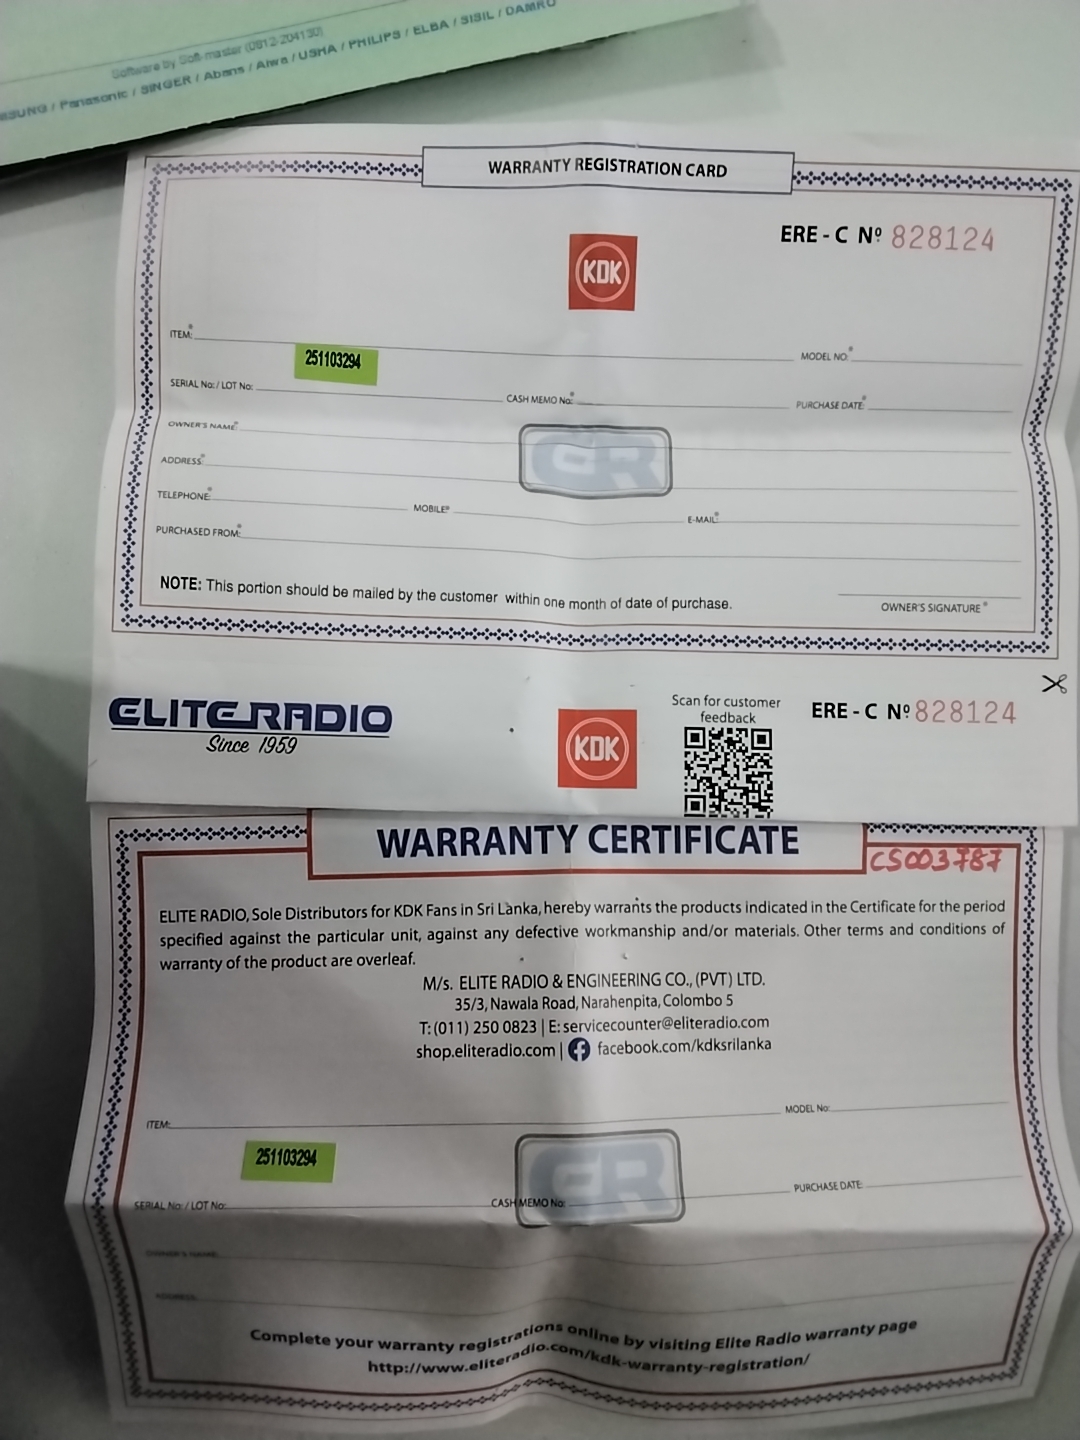 Software by Soft-master (0812-204130)
SUNG / Panasonic / SINGER / Abans / Aiwa / USHA / PHILIPS / ELBA / SISIL / DAMRO
WARRANTY REGISTRATION CARD
ERE - C Nº 828124
KDK
ITEM:*
MODEL NO:*
251103294
SERIAL No:/ LOT No:
CASH MEMO No:*
PURCHASE DATE:*
OWNER'S NAME:*
ER
ADDRESS:*
TELEPHONE:*
MOBILE*
E-MAIL:*
PURCHASED FROM:*
NOTE: This portion should be mailed by the customer within one month of date of purchase.
OWNER'S SIGNATURE*
ELITE RADIO
Since 1959
KDK
Scan for customer
feedback
ERE - C Nº 828124
WARRANTY CERTIFICATE
CS003787
ELITE RADIO, Sole Distributors for KDK Fans in Sri Lanka, hereby warrants the products indicated in the Certificate for the period
specified against the particular unit, against any defective workmanship and/or materials. Other terms and conditions of
warranty of the product are overleaf.
M/s. ELITE RADIO & ENGINEERING CO., (PVT) LTD.
35/3, Nawala Road, Narahenpita, Colombo 5
T: (011) 250 0823 | E: servicecounter@eliteradio.com
shop.eliteradio.com | facebook.com/kdksrilanka
ITEM:
MODEL No:
251103294
ER
SERIAL No:/ LOT No:
CASH MEMO No:
PURCHASE DATE:
OWNER'S NAME:
ADDRESS:
Complete your warranty registrations online by visiting Elite Radio warranty page
http://www.eliteradio.com/kdk-warranty-registration/